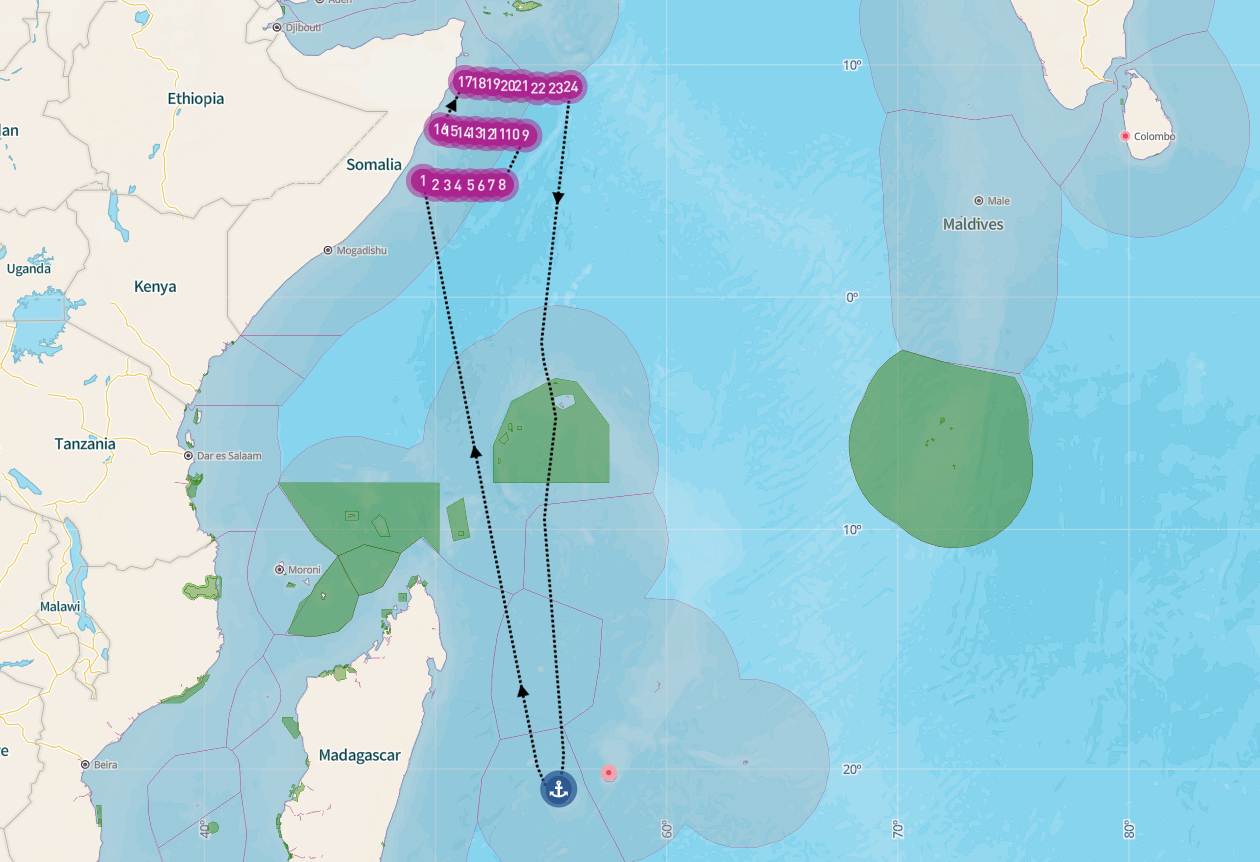 Aden
Djibouti
10°
Ethiopia
17 18 19 20 21 22 23 24
an
16 15 14 13 12 11 10 9
Colombo
Somalia
1 2 3 4 5 6 7 8
Male
Maldives
Mogadishu
Uganda
Kenya
0°
Tanzania
Dar es Salaam
10°
Moroni
Malawi
Madagascar
Beira
e
20°
40°
60°
70°
80°